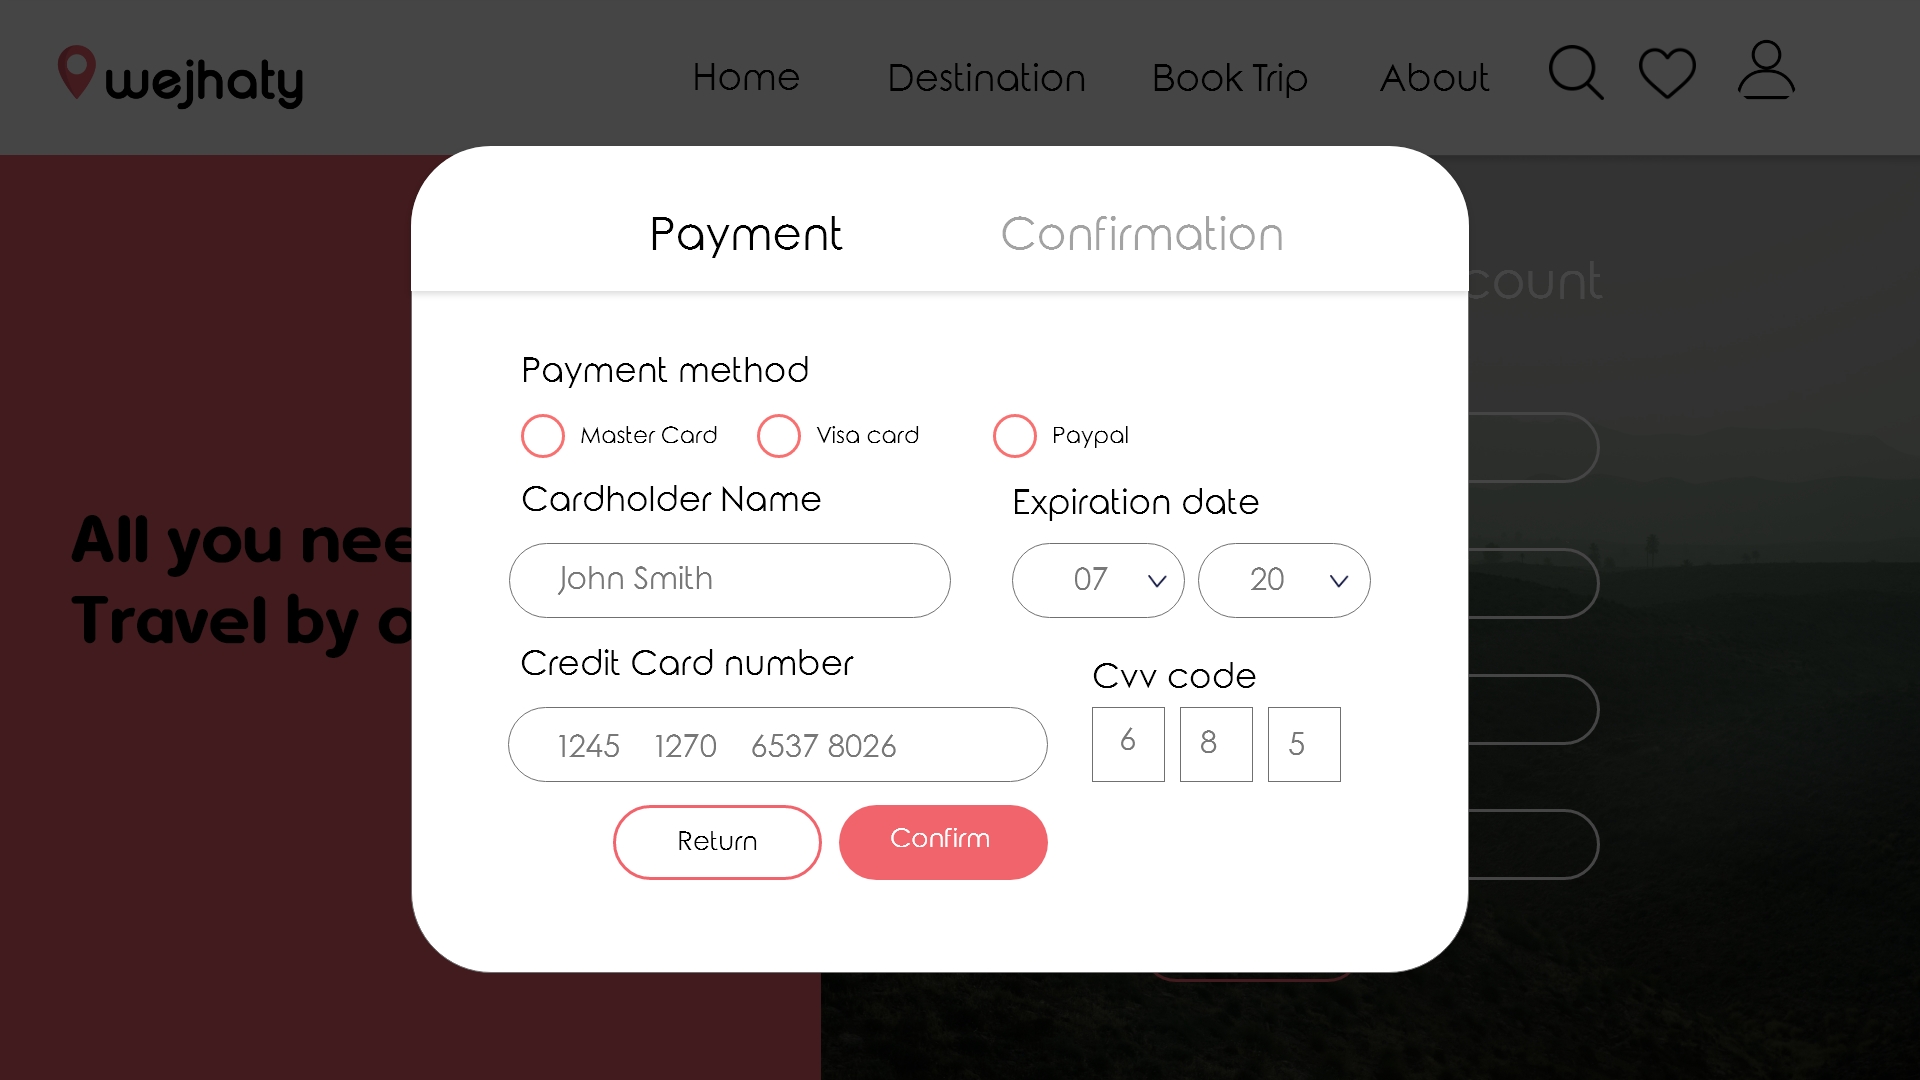 wejhaty
Home Destination Book Trip About
Payment Confirmation
count
Payment method
Master Card Visa card Paypal
Cardholder Name Expiration date
All you nee
John Smith 07 20
Travel by o
Credit Card number Cvv code
1245 1270 6537 8026 6 8 5
Return Confirm